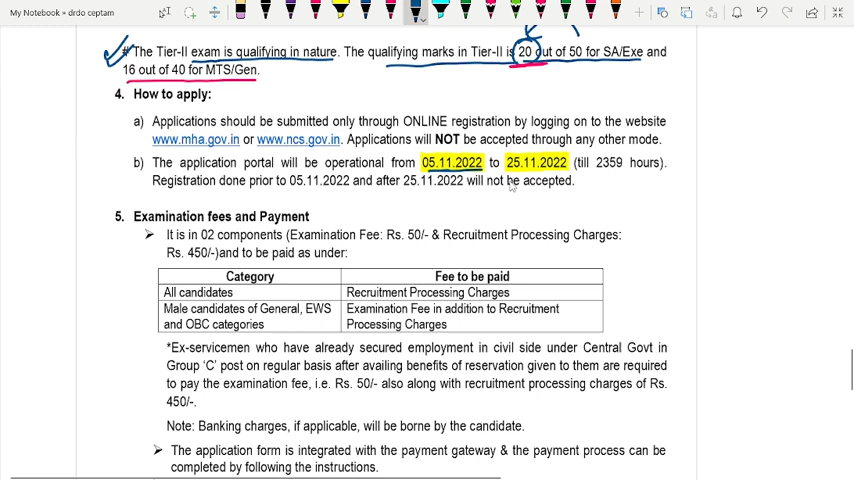 My Notebook » drdo ceptam
# The Tier-II exam is qualifying in nature. The qualifying marks in Tier-II is 20 out of 50 for SA/Exe and
16 out of 40 for MTS/Gen.
4. How to apply:
a) Applications should be submitted only through ONLINE registration by logging on to the website
www.mha.gov.in or www.ncs.gov.in. Applications will NOT be accepted through any other mode.
b) The application portal will be operational from 05.11.2022 to 25.11.2022 (till 2359 hours).
Registration done prior to 05.11.2022 and after 25.11.2022 will not be accepted.
5. Examination fees and Payment
➢ It is in 02 components (Examination Fee: Rs. 50/- & Recruitment Processing Charges:
Rs. 450/-)and to be paid as under:
Category Fee to be paid
All candidates Recruitment Processing Charges
Male candidates of General, EWS Examination Fee in addition to Recruitment
and OBC categories Processing Charges
*Ex-servicemen who have already secured employment in civil side under Central Govt in
Group 'C' post on regular basis after availing benefits of reservation given to them are required
to pay the examination fee, i.e. Rs. 50/- also along with recruitment processing charges of Rs.
450/-.
Note: Banking charges, if applicable, will be borne by the candidate.
➢ The application form is integrated with the payment gateway & the payment process can be
completed by following the instructions.